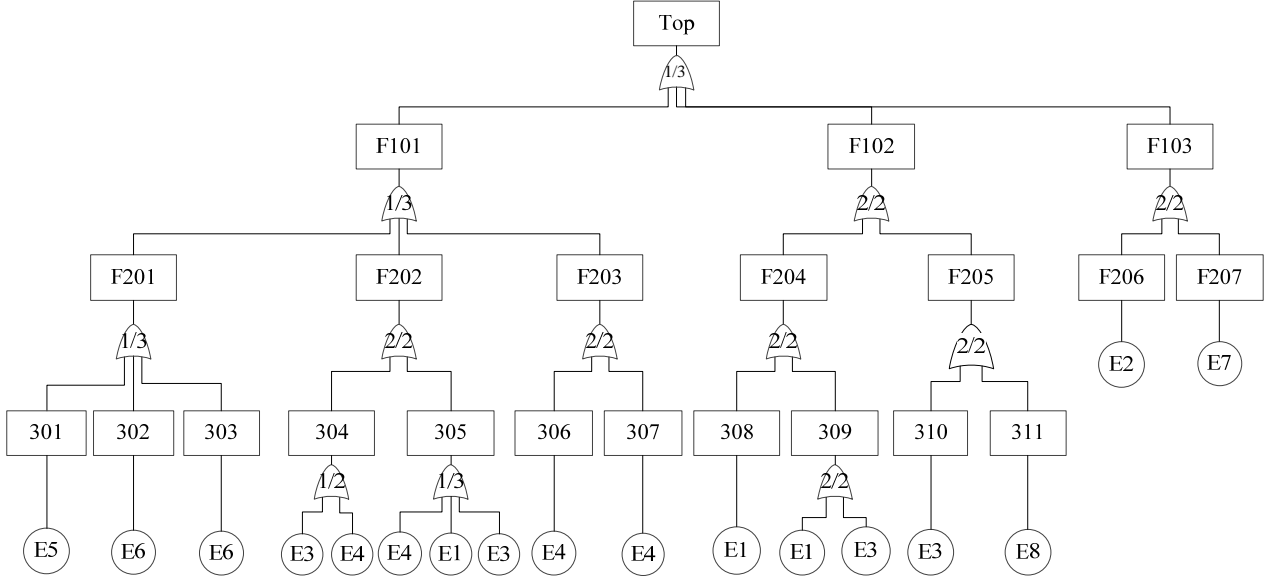 Top
1/3
F101
F102
F103
1/3
2/2
2/2
F201
F202
F203
F204
F205
F206
F207
1/3
2/2
2/2
2/2
2/2
E2
E7
301
302
303
304
305
306
307
308
309
310
311
1/2
1/3
2/2
E5
E6
E6
E3
E4
E4
E1
E3
E4
E4
E1
E1
E3
E3
E8